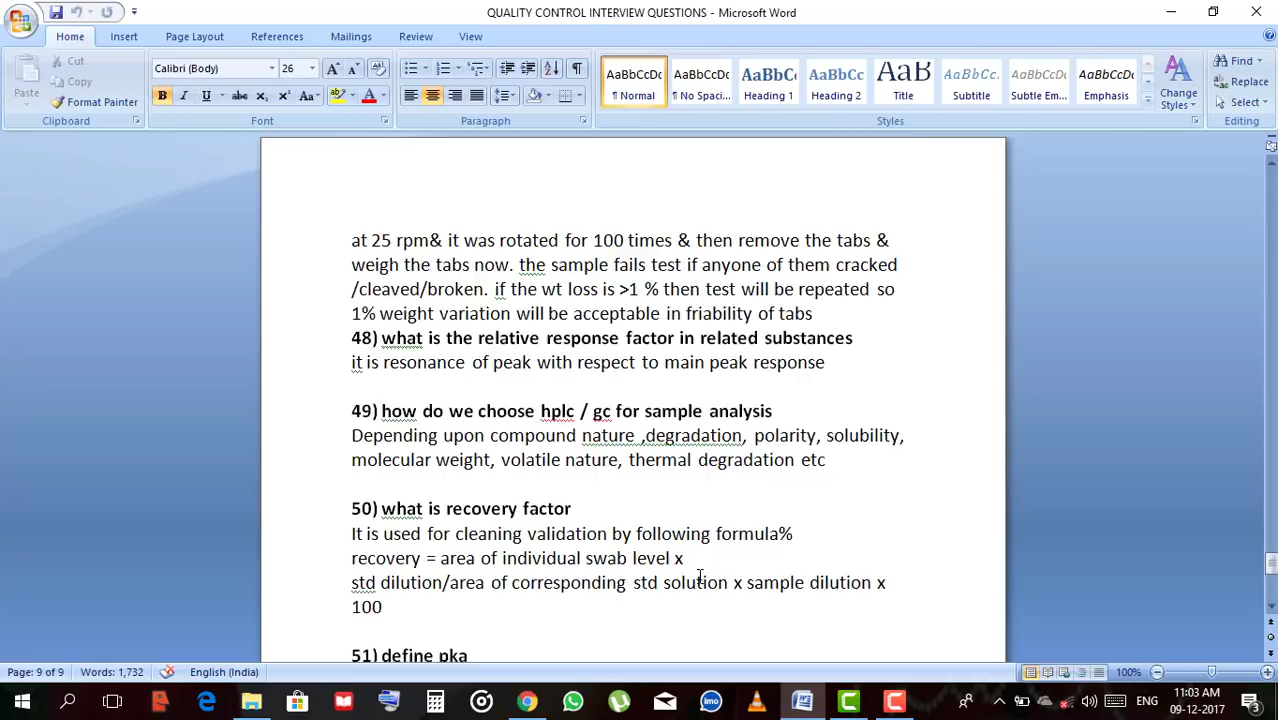 QUALITY CONTROL INTERVIEW QUESTIONS - Microsoft Word
Home Insert Page Layout References Mailings Review View
Cut
Copy
Paste
Format Painter
Clipboard
Calibri (Body) 26
Font
Paragraph
AaBbCcDc AaBbCcDc AaBbC AaBbCc AaB AaBbCc. AaBbCcDc AaBbCcDc
¶ Normal ¶ No Spaci... Heading 1 Heading 2 Title Subtitle Subtle Em... Emphasis
Change Styles
Styles
Find
Replace
Select
Editing
at 25 rpm& it was rotated for 100 times & then remove the tabs &
weigh the tabs now. the sample fails test if anyone of them cracked
/cleaved/broken. if the wt loss is >1 % then test will be repeated so
1% weight variation will be acceptable in friability of tabs
48) what is the relative response factor in related substances
it is resonance of peak with respect to main peak response
49) how do we choose hplc / gc for sample analysis
Depending upon compound nature ,degradation, polarity, solubility,
molecular weight, volatile nature, thermal degradation etc
50) what is recovery factor
It is used for cleaning validation by following formula%
recovery = area of individual swab level x
std dilution/area of corresponding std solution x sample dilution x
100
51) define pka
Page: 9 of 9 Words: 1,732 English (India) 100%
imo ENG 11:03 AM
09-12-2017
3